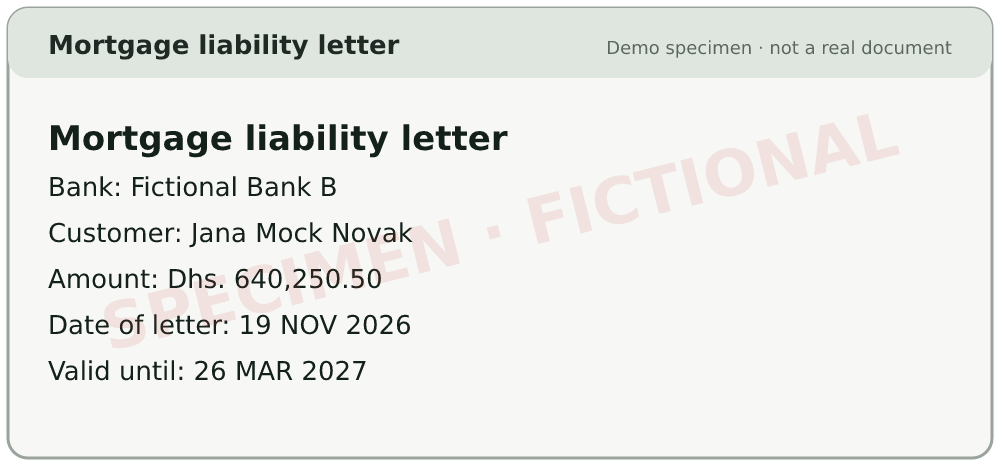 Mortgage liability letter
Demo specimen · not a real document
Mortgage liability letter
Bank: Fictional Bank B
Customer: Jana Mock Novak
Amount: Dhs. 640,250.50
Date of letter: 19 NOV 2026
Valid until: 26 MAR 2027
SPECIMEN · FICTIONAL